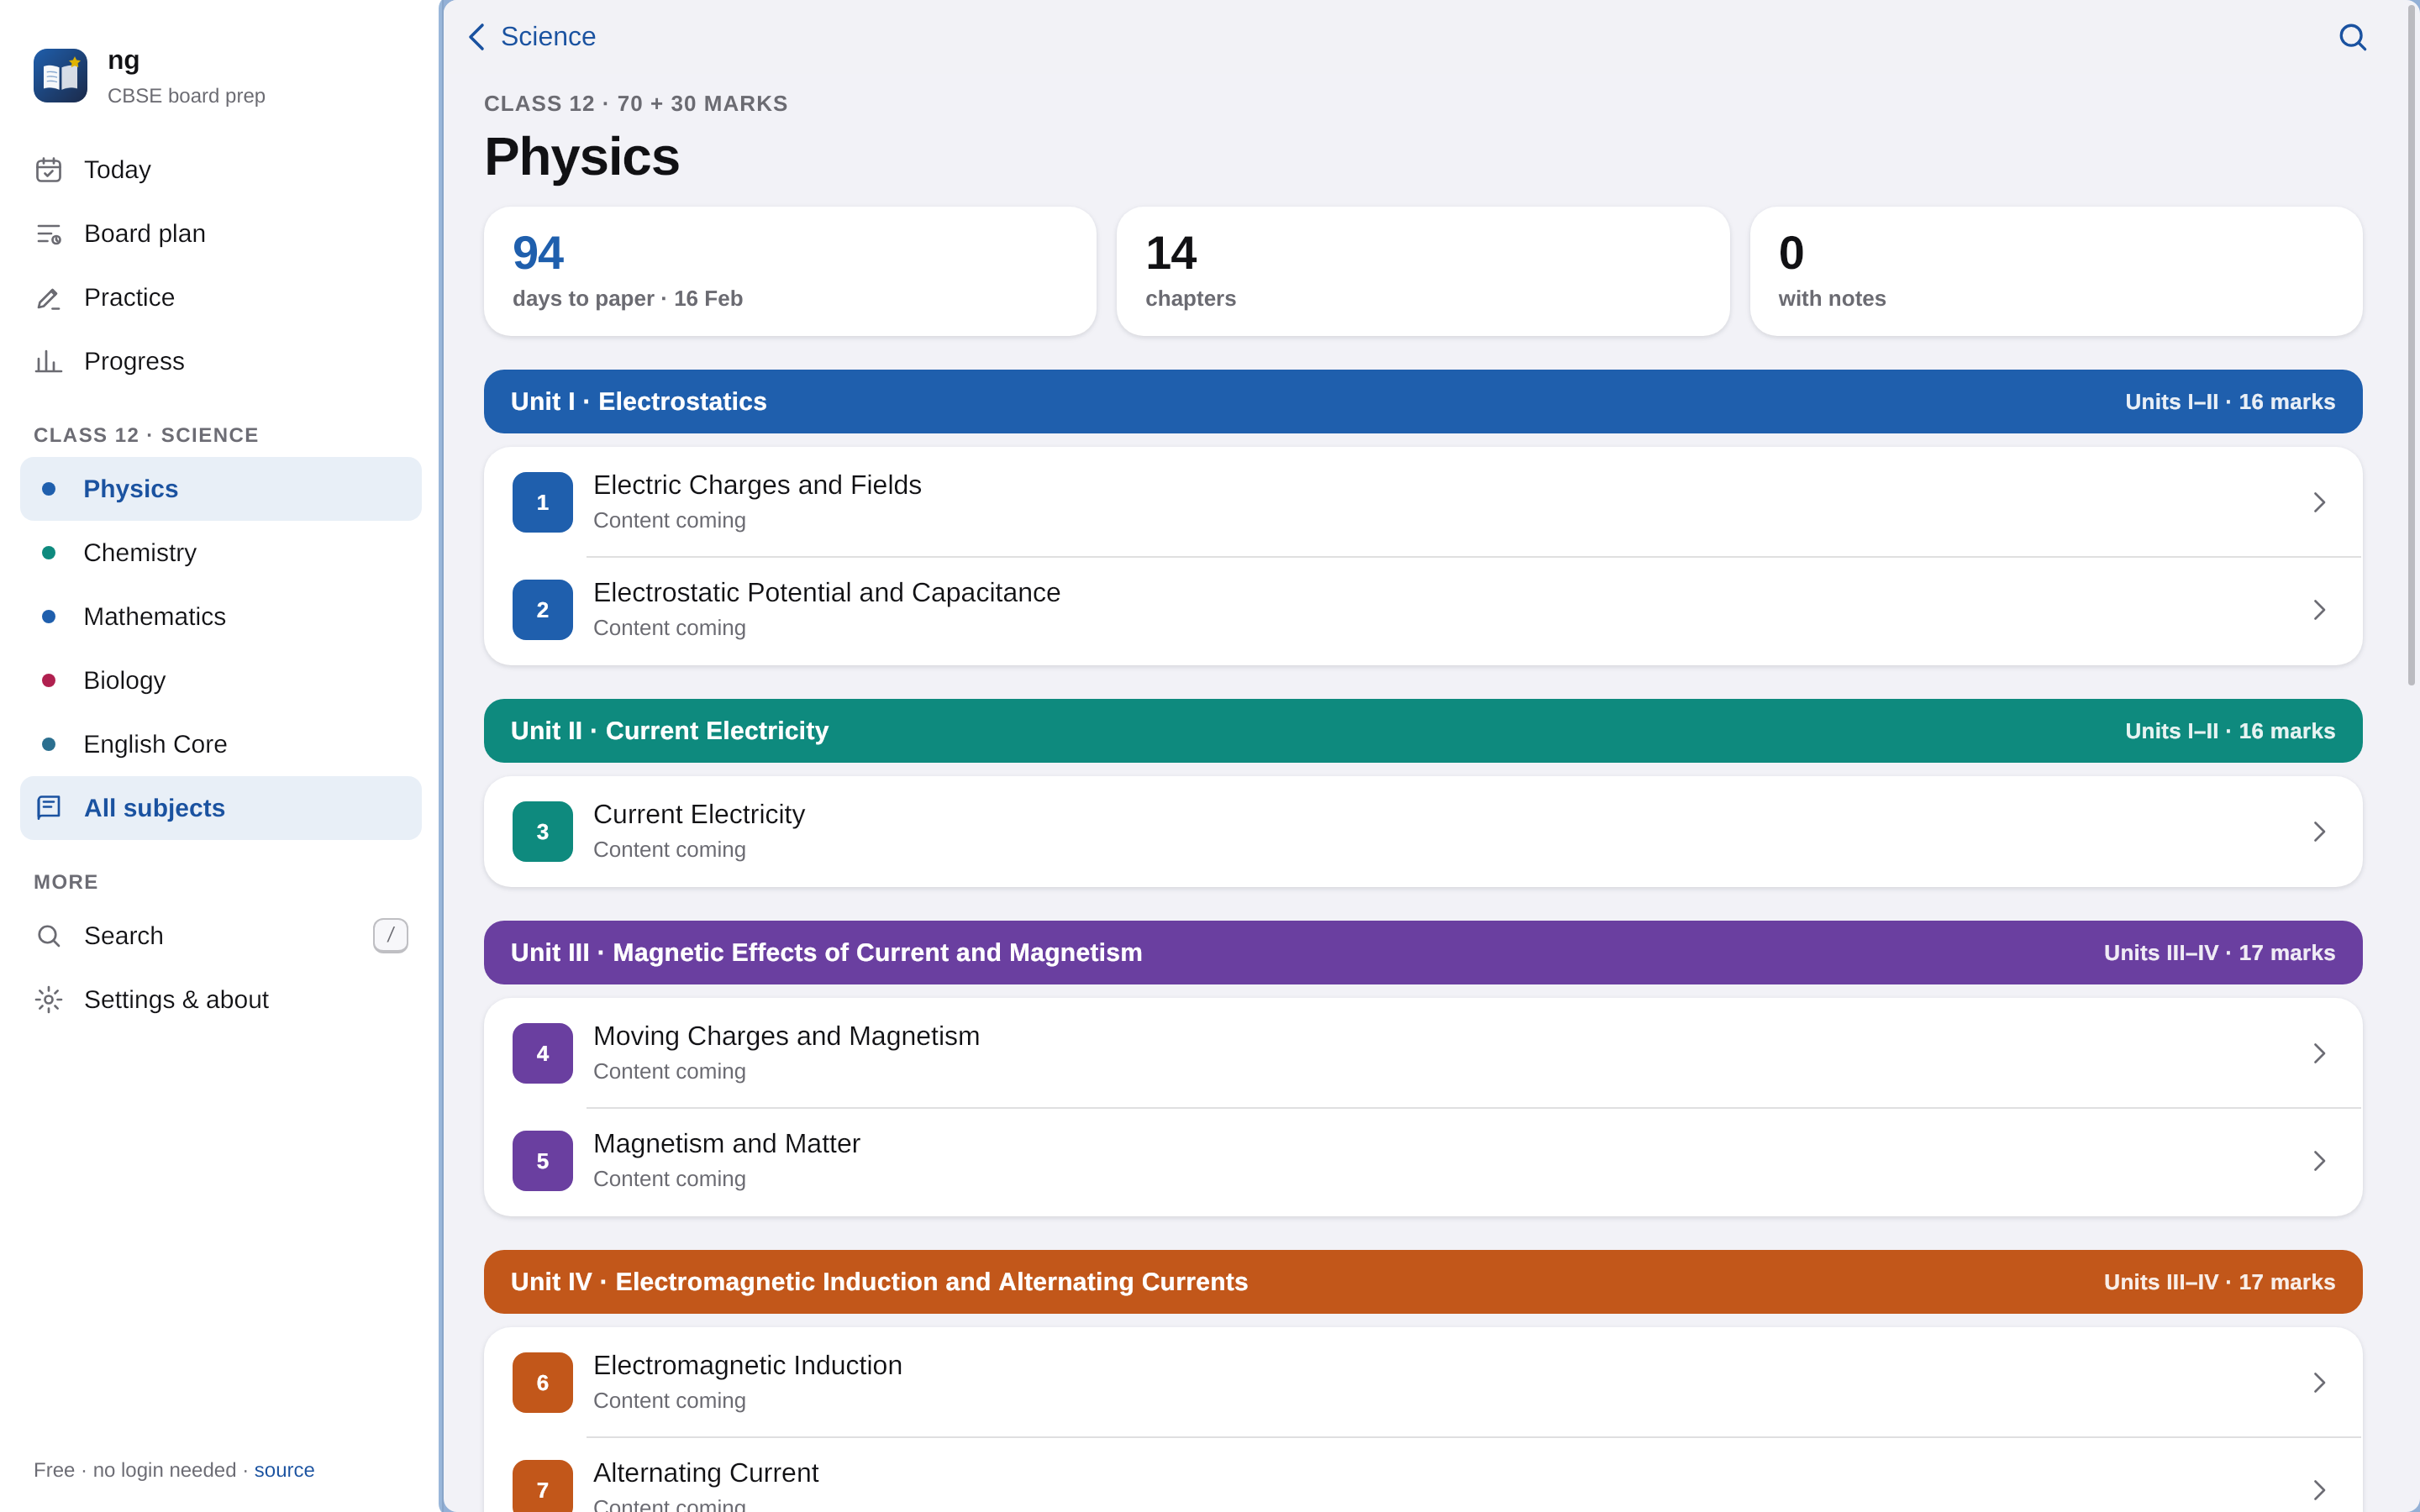 ng
CBSE board prep
Today
Board plan
Practice
Progress
CLASS 12 · SCIENCE
Physics
Chemistry
Mathematics
Biology
English Core
All subjects
MORE
Search /
Settings & about
Free · no login needed · source
Science
CLASS 12 · 70 + 30 MARKS
Physics
94
days to paper · 16 Feb
14
chapters
0
with notes
Unit I · Electrostatics Units I–II · 16 marks
1 Electric Charges and Fields
Content coming
2 Electrostatic Potential and Capacitance
Content coming
Unit II · Current Electricity Units I–II · 16 marks
3 Current Electricity
Content coming
Unit III · Magnetic Effects of Current and Magnetism Units III–IV · 17 marks
4 Moving Charges and Magnetism
Content coming
5 Magnetism and Matter
Content coming
Unit IV · Electromagnetic Induction and Alternating Currents Units III–IV · 17 marks
6 Electromagnetic Induction
Content coming
7 Alternating Current
Content coming